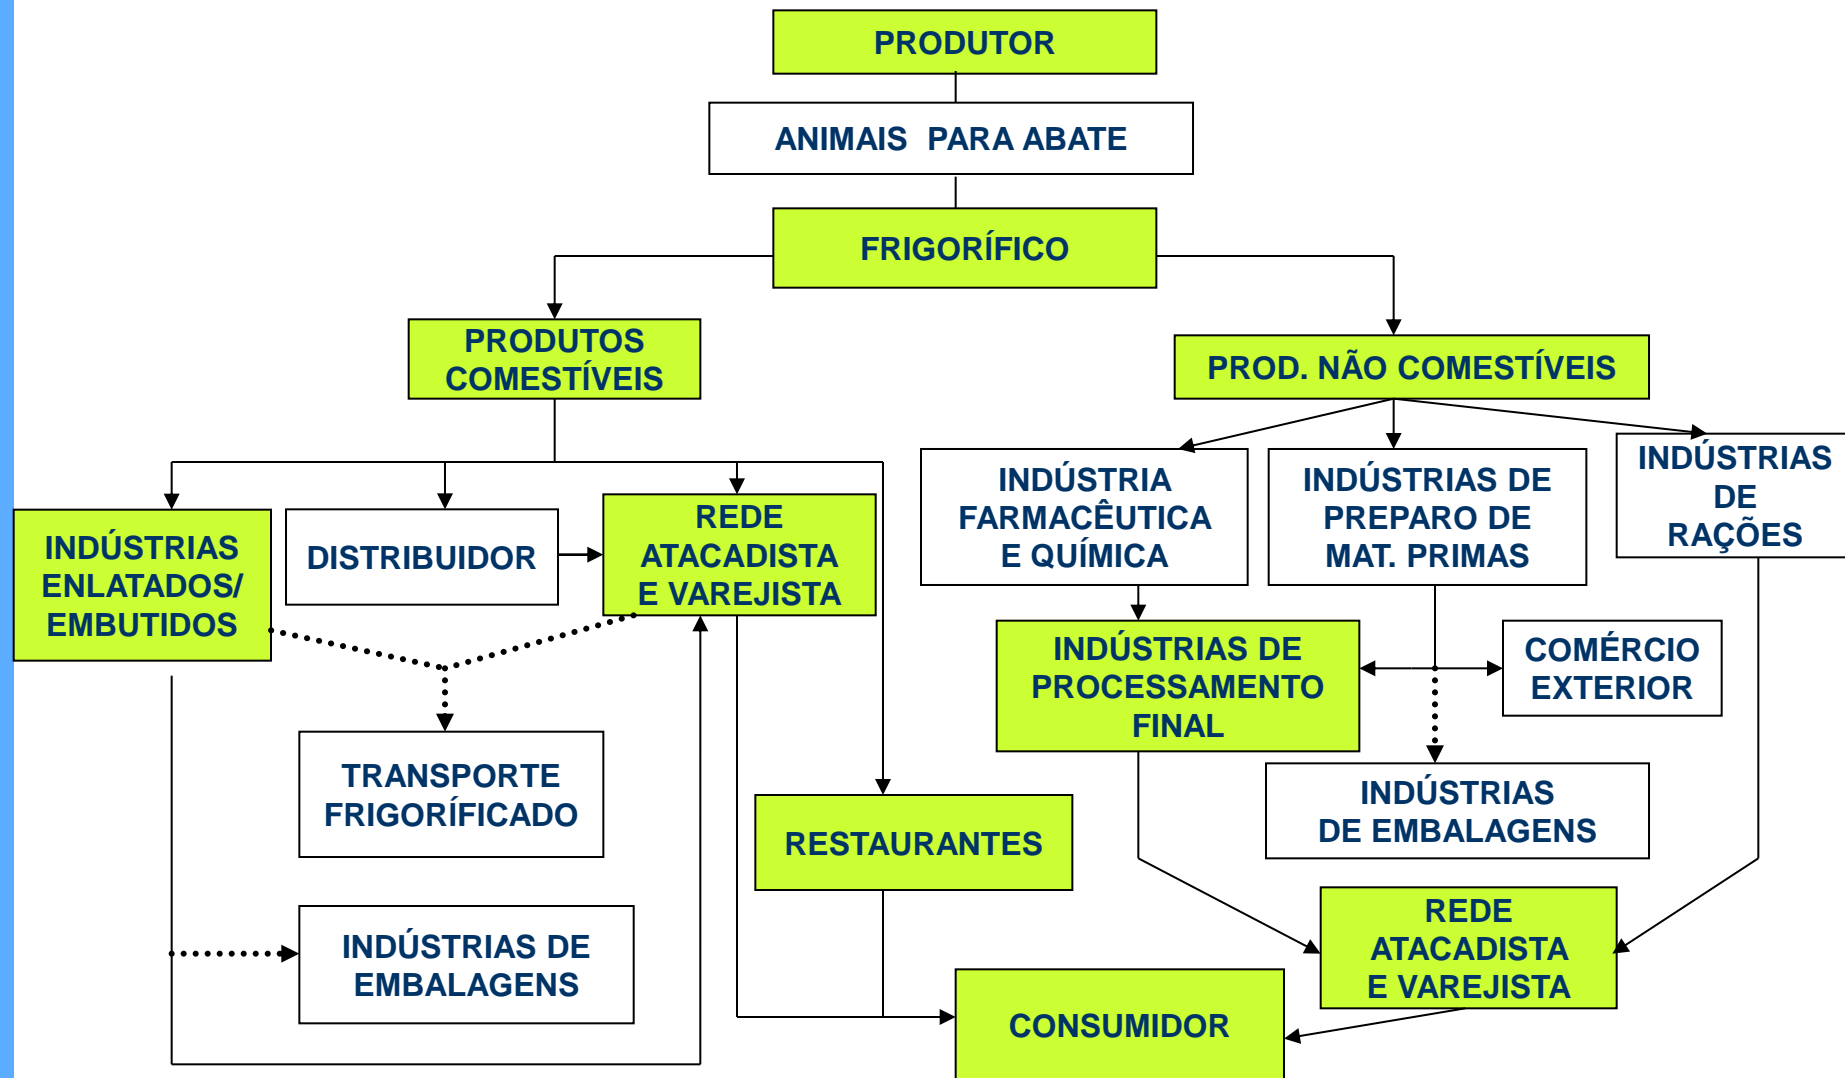 PRODUTOR
ANIMAIS PARA ABATE
FRIGORÍFICO
PRODUTOS
COMESTÍVEIS
PROD. NÃO COMESTÍVEIS
INDÚSTRIAS
ENLATADOS/
EMBUTIDOS
DISTRIBUIDOR
REDE
ATACADISTA
E VAREJISTA
INDÚSTRIA
FARMACÊUTICA
E QUÍMICA
INDÚSTRIAS DE
PREPARO DE
MAT. PRIMAS
INDÚSTRIAS
DE
RAÇÕES
INDÚSTRIAS DE
PROCESSAMENTO
FINAL
COMÉRCIO
EXTERIOR
TRANSPORTE
FRIGORÍFICADO
RESTAURANTES
INDÚSTRIAS
DE EMBALAGENS
INDÚSTRIAS DE
EMBALAGENS
REDE
ATACADISTA
E VAREJISTA
CONSUMIDOR